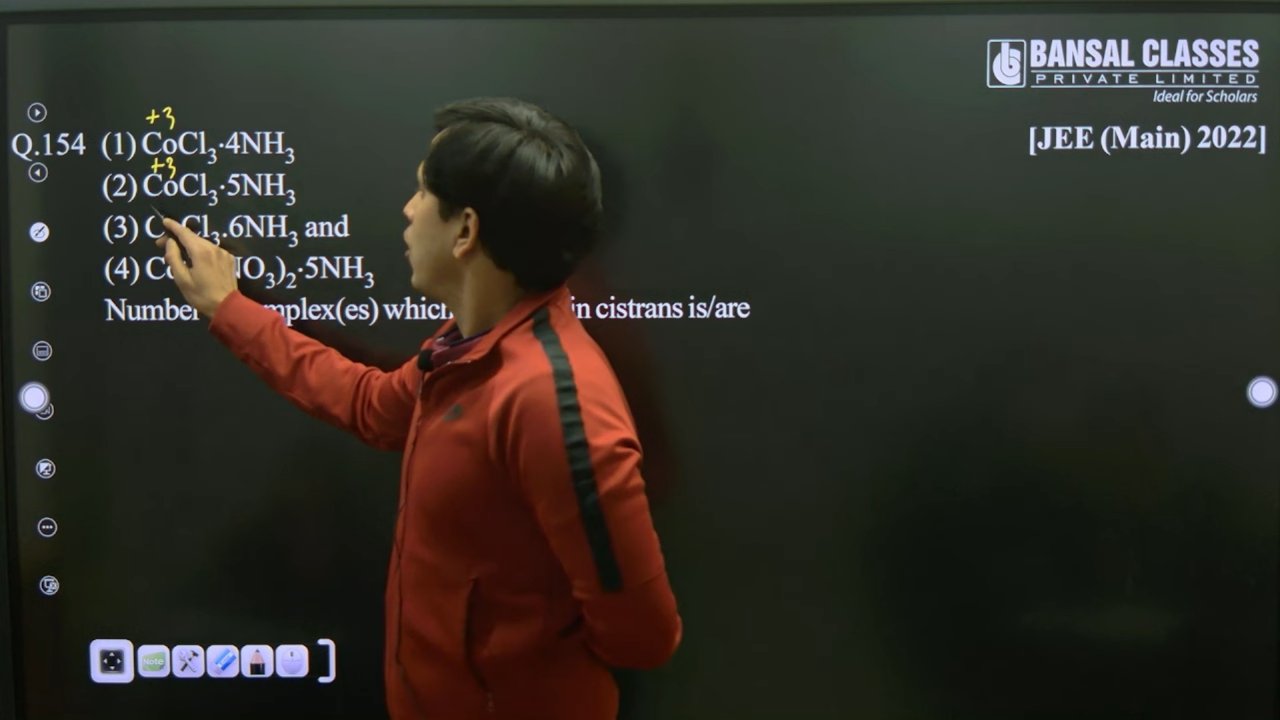 BANSAL CLASSES
PRIVATE LIMITED
Ideal for Scholars
[JEE (Main) 2022]
+3
Q.154 (1) CoCl₃·4NH₃
+3
(2) CoCl₃·5NH₃
(3) C Cl₃.6NH₃ and
(4) Co NO₃)₂·5NH₃
Number mplex(es) which in cistrans is/are
Note